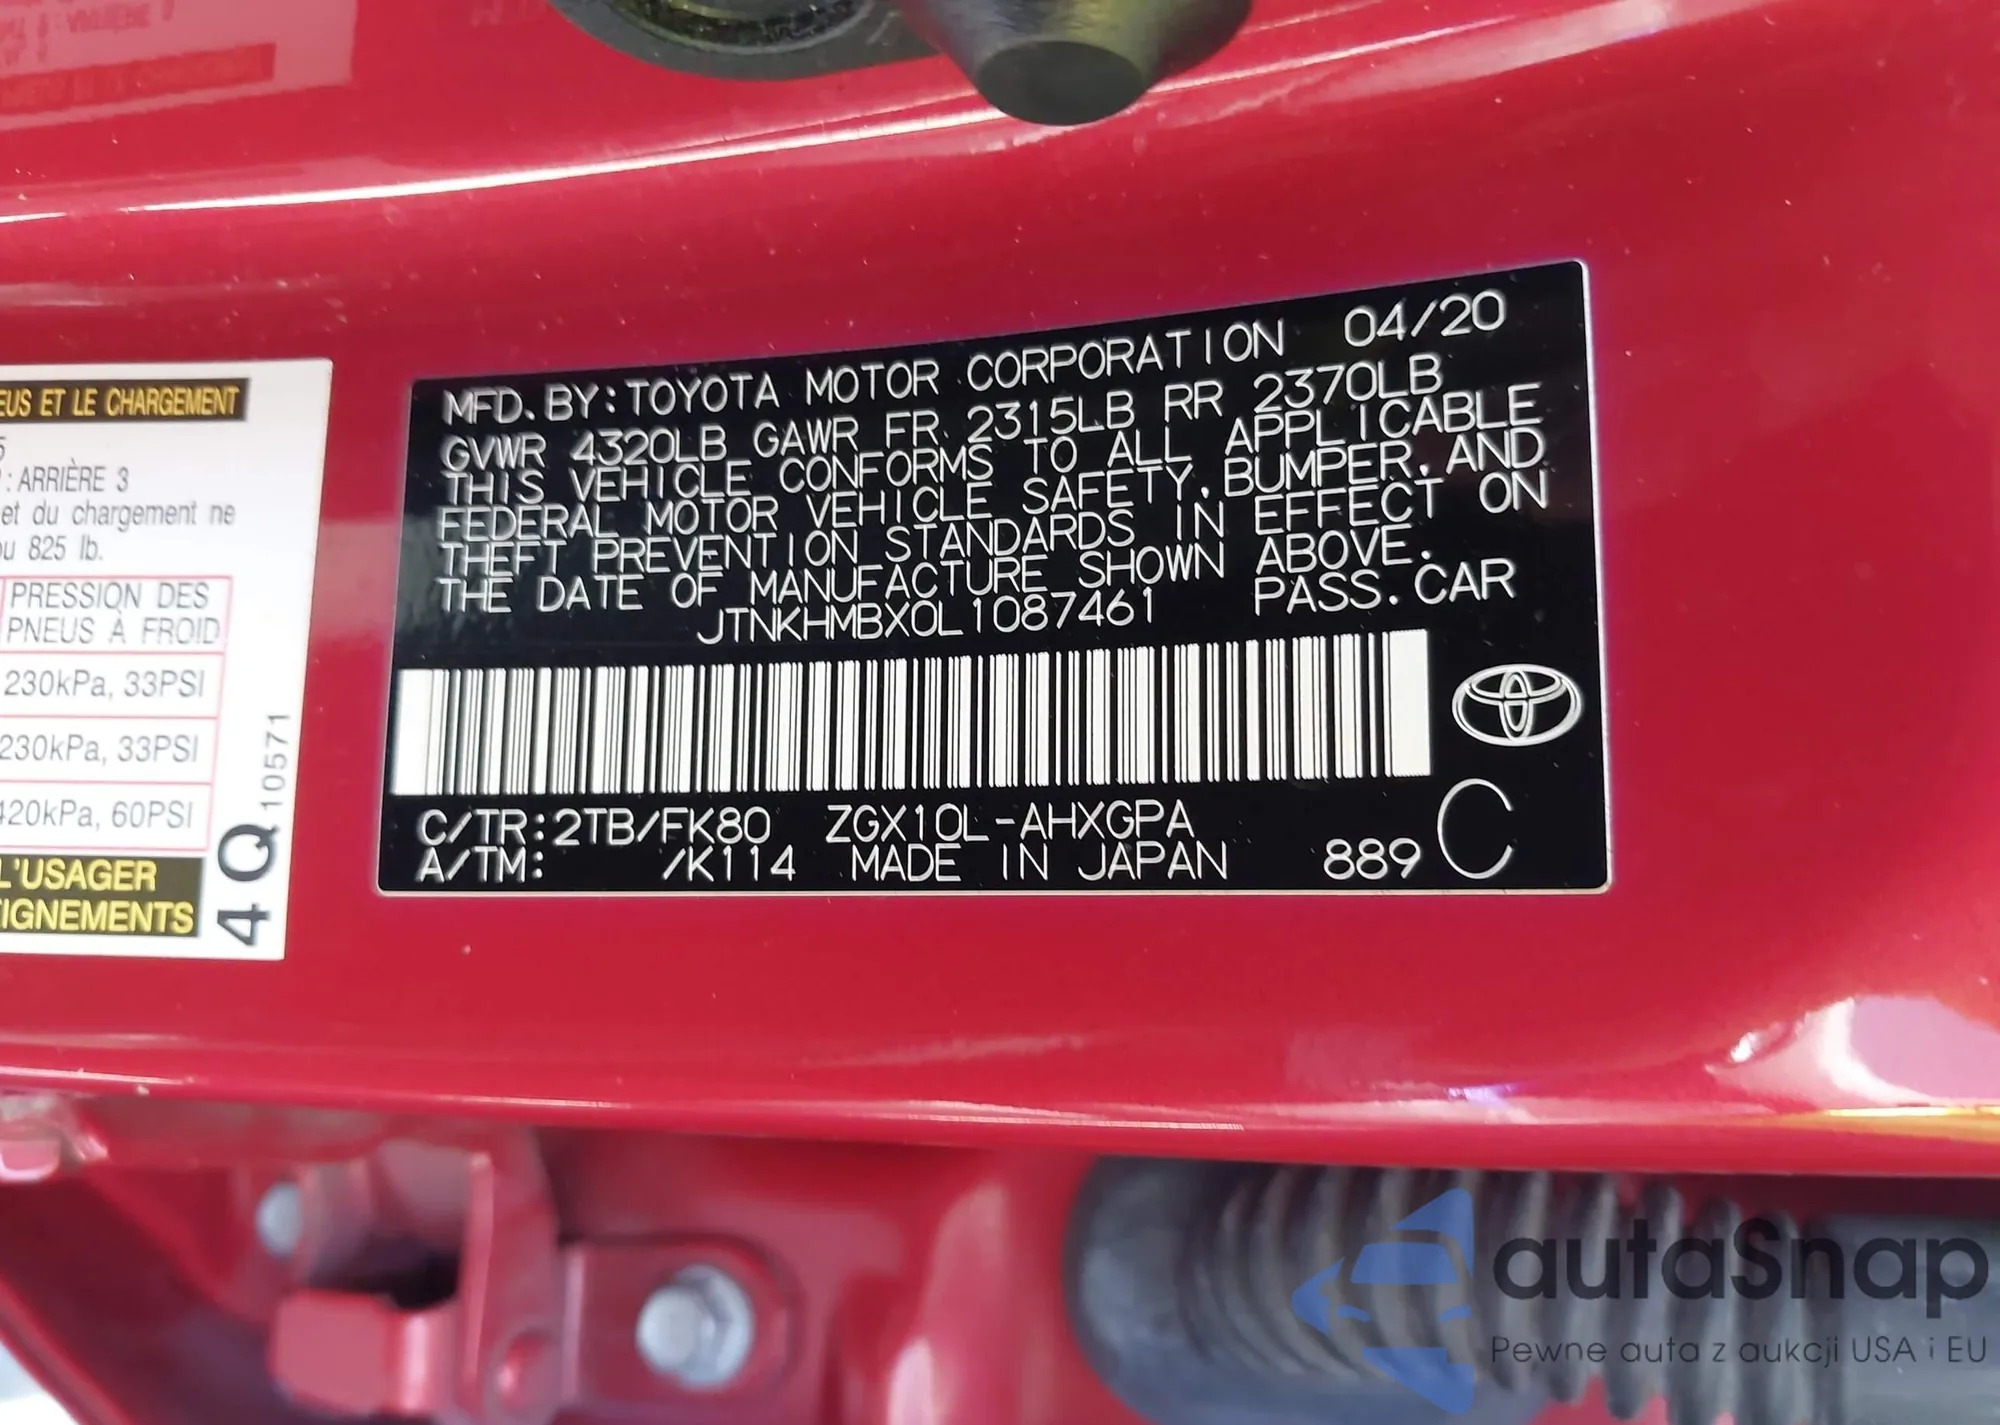 EUS ET LE CHARGEMENT
5
: ARRIÈRE 3
et du chargement ne
ou 825 lb.
PRESSION DES
PNEUS À FROID
230kPa, 33PSI
230kPa, 33PSI
420kPa, 60PSI
L'USAGER
IGNEMENTS
4Q 10571
MFD. BY: TOYOTA MOTOR CORPORATION 04/20
GVWR 4320LB GAWR FR 2315LB RR 2370LB
THIS VEHICLE CONFORMS TO ALL APPLICABLE
FEDERAL MOTOR VEHICLE SAFETY, BUMPER, AND
THEFT PREVENTION STANDARDS IN EFFECT ON
THE DATE OF MANUFACTURE SHOWN ABOVE.
JTNKHMBX0L1087461 PASS. CAR
C/TR: 2TB/FK80 ZGX10L-AHXGPA
A/TM: /K114 MADE IN JAPAN 889 C
autaSnap
Pewne auta z aukcji USA i EU